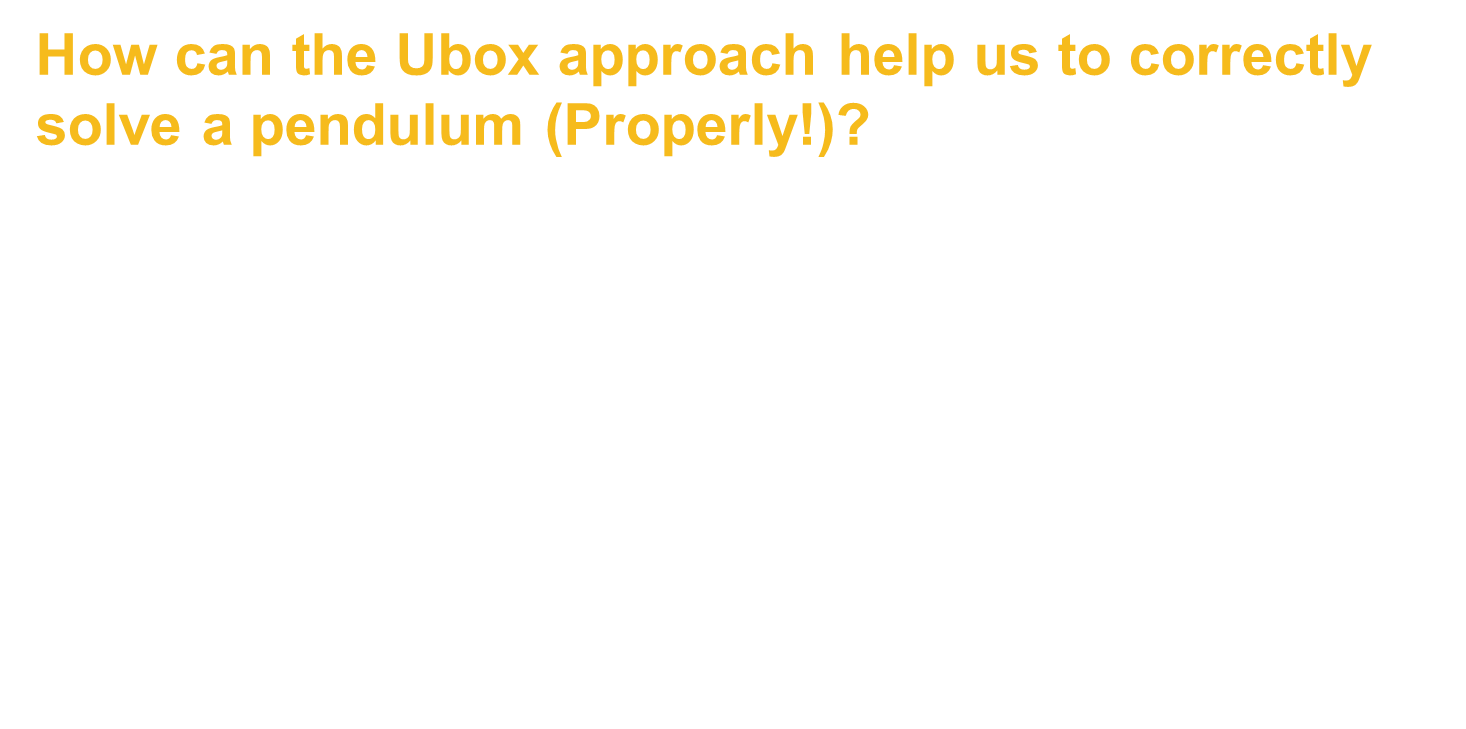 How can the Ubox approach help us to correctly
solve a pendulum (Properly!)?